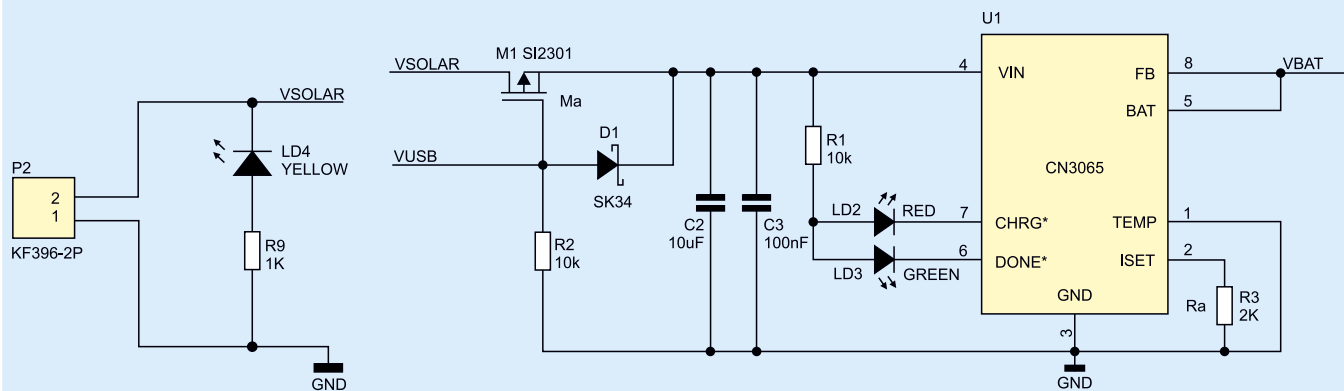 VSOLAR
LD4
YELLOW
P2
2
1
KF396-2P
R9
1K
GND
VSOLAR
M1 SI2301
Ma
VUSB
D1
SK34
R2
10k
C2
10uF
C3
100nF
R1
10k
LD2
RED
LD3
GREEN
U1
4
VIN
FB
8
VBAT
BAT
5
CN3065
7
CHRG*
TEMP
1
6
DONE*
ISET
2
GND
3
Ra
R3
2K
GND